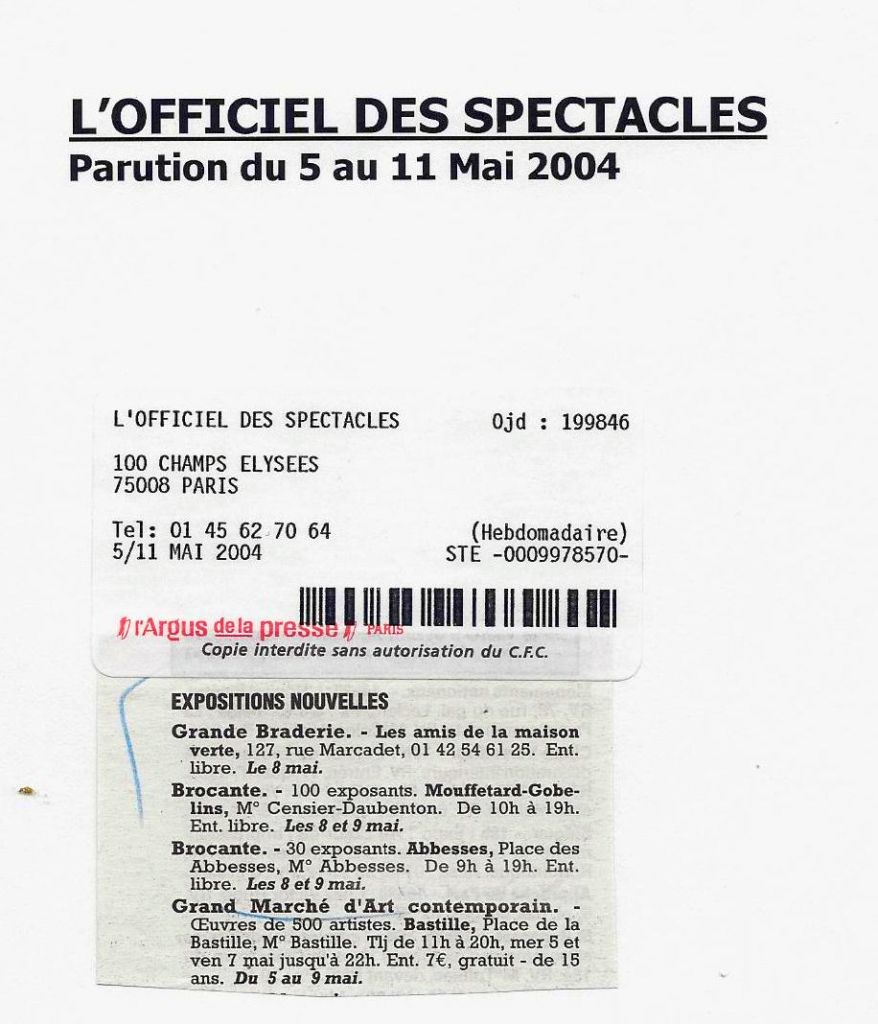 L'OFFICIEL DES SPECTACLES
Parution du 5 au 11 Mai 2004
L'OFFICIEL DES SPECTACLES Ojd : 199846
100 CHAMPS ELYSEES
75008 PARIS
Tel: 01 45 62 70 64 (Hebdomadaire)
5/11 MAI 2004 STE -0009978570-
l'Argus de la presse PARIS
Copie interdite sans autorisation du C.F.C.
EXPOSITIONS NOUVELLES
Grande Braderie. - Les amis de la maison
verte, 127, rue Marcadet, 01 42 54 61 25. Ent.
libre. Le 8 mai.
Brocante. - 100 exposants. Mouffetard-Gobe-
lins, M° Censier-Daubenton. De 10h à 19h.
Ent. libre. Les 8 et 9 mai.
Brocante. - 30 exposants. Abbesses, Place des
Abbesses, M° Abbesses. De 9h à 19h. Ent.
libre. Les 8 et 9 mai.
Grand Marché d'Art contemporain. -
Œuvres de 500 artistes. Bastille, Place de la
Bastille, M° Bastille. Tlj de 11h à 20h, mer 5 et
ven 7 mai jusqu'à 22h. Ent. 7€, gratuit - de 15
ans. Du 5 au 9 mai.